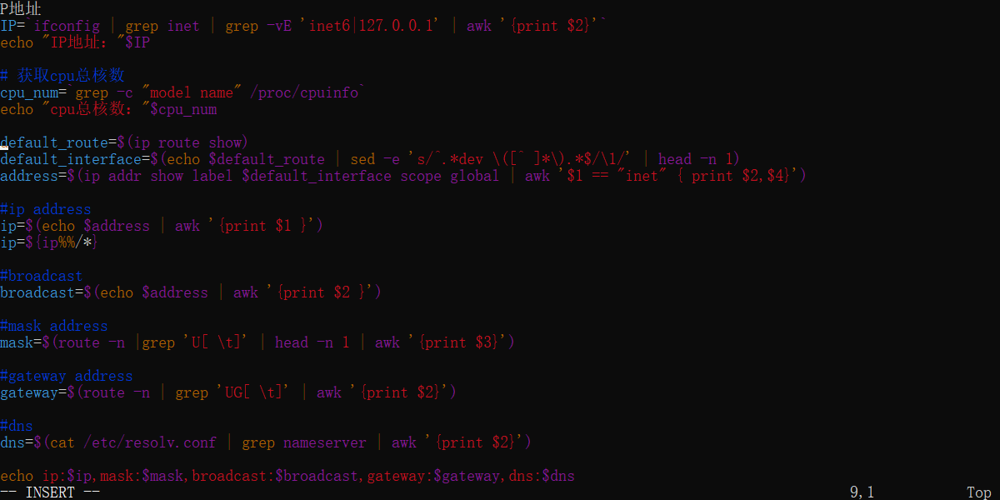 P地址
IP=`ifconfig | grep inet | grep -vE 'inet6|127.0.0.1' | awk '{print $2}'`
echo "IP地址："$IP
# 获取cpu总核数
cpu_num=`grep -c "model name" /proc/cpuinfo`
echo "cpu总核数："$cpu_num
default_route=$(ip route show)
default_interface=$(echo $default_route | sed -e 's/^.*dev \([^ ]*\).*$/\1/' | head -n 1)
address=$(ip addr show label $default_interface scope global | awk '$1 == "inet" { print $2,$4}')
#ip address
ip=$(echo $address | awk '{print $1 }')
ip=${ip%%/*}
#broadcast
broadcast=$(echo $address | awk '{print $2 }')
#mask address
mask=$(route -n |grep 'U[ \t]' | head -n 1 | awk '{print $3}')
#gateway address
gateway=$(route -n | grep 'UG[ \t]' | awk '{print $2}')
#dns
dns=$(cat /etc/resolv.conf | grep nameserver | awk '{print $2}')
echo ip:$ip,mask:$mask,broadcast:$broadcast,gateway:$gateway,dns:$dns
-- INSERT -- 9,1 Top